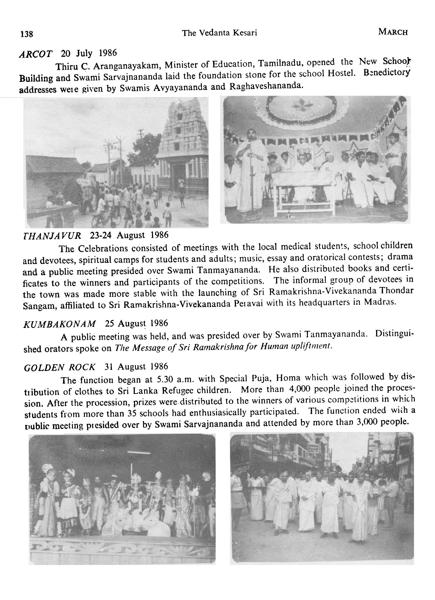 138 The Vedanta Kesari MARCH
ARCOT 20 July 1986
Thiru C. Aranganayakam, Minister of Education, Tamilnadu, opened the New School
Building and Swami Sarvajnananda laid the foundation stone for the school Hostel. Benedictory
addresses were given by Swamis Avyayananda and Raghaveshananda.
THANJAVUR 23-24 August 1986
The Celebrations consisted of meetings with the local medical students, school children
and devotees, spiritual camps for students and adults; music, essay and oratorical contests; drama
and a public meeting presided over Swami Tanmayananda. He also distributed books and certi-
ficates to the winners and participants of the competitions. The informal group of devotees in
the town was made more stable with the launching of Sri Ramakrishna-Vivekananda Thondar
Sangam, affiliated to Sri Ramakrishna-Vivekananda Peravai with its headquarters in Madras.
KUMBAKONAM 25 August 1986
A public meeting was held, and was presided over by Swami Tanmayananda. Distingui-
shed orators spoke on The Message of Sri Ramakrishna for Human upliftment.
GOLDEN ROCK 31 August 1986
The function began at 5.30 a.m. with Special Puja, Homa which was followed by dis-
tribution of clothes to Sri Lanka Refugee children. More than 4,000 people joined the proces-
sion. After the procession, prizes were distributed to the winners of various competitions in which
students from more than 35 schools had enthusiastically participated. The function ended with a
public meeting presided over by Swami Sarvajnananda and attended by more than 3,000 people.